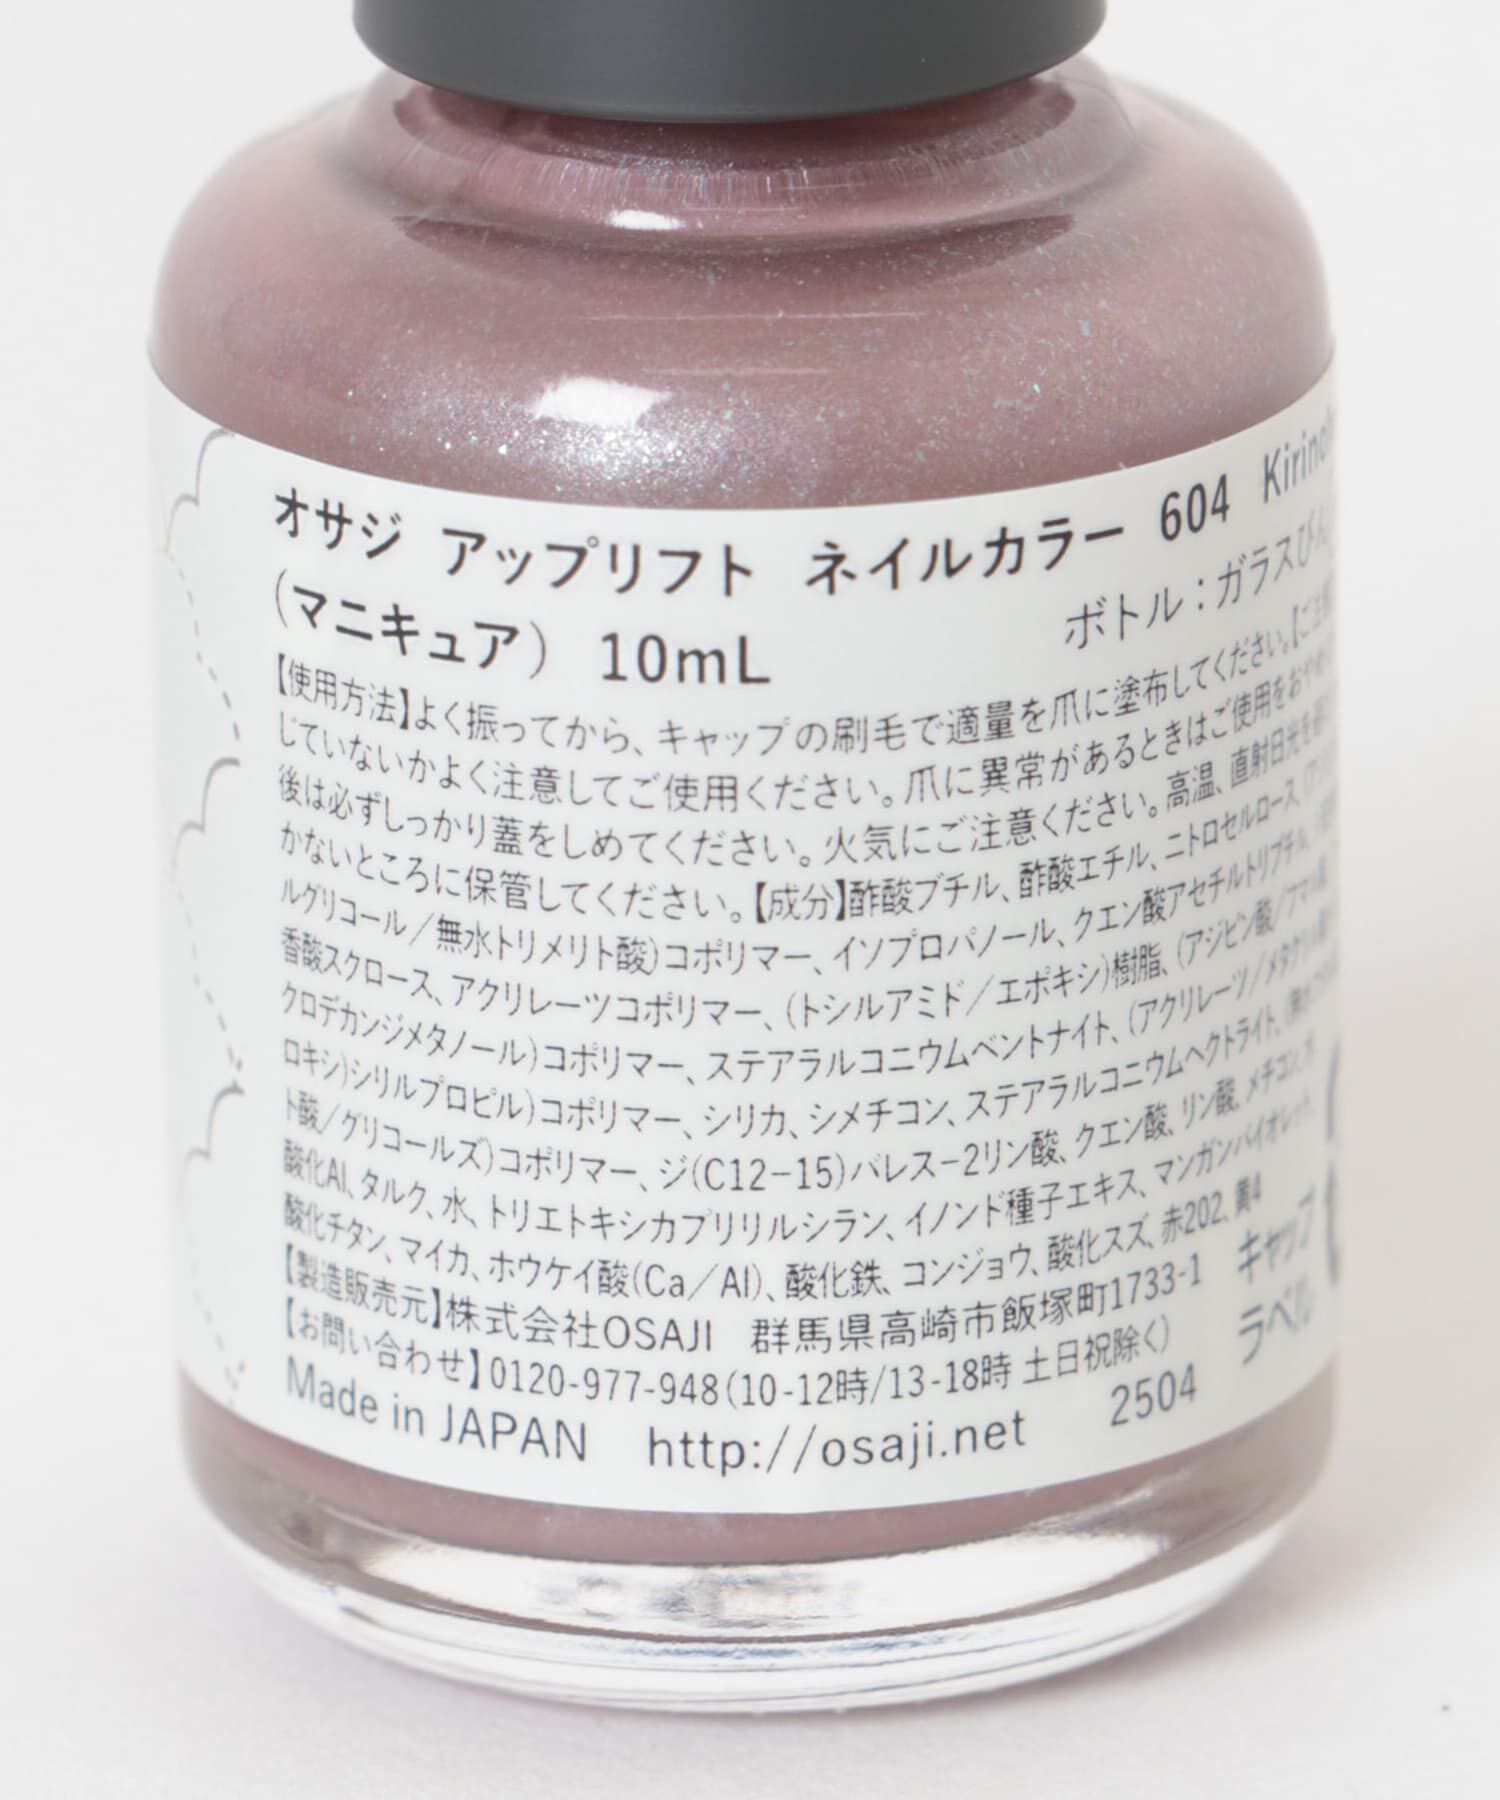 オサジ アップリフト ネイルカラー 604
(マニキュア) 10mL
ボトル：ガラスびん
【使用方法】よく振ってから、キャップの刷毛で適量を爪に塗布してください。
じていないかよく注意してご使用ください。爪に異常があるときはご使用をおやめ
後は必ずしっかり蓋をしめてください。火気にご注意ください。高温、直射日光を
かないところに保管してください。【成分】酢酸ブチル、酢酸エチル、ニトロセルロース、
ルグリコール／無水トリメリト酸)コポリマー、イソプロパノール、クエン酸アセチルトリブチル、
香酸スクロース、アクリレーツコポリマー、(トシルアミド／エポキシ)樹脂、(アジピン酸／フマル酸
クロデカンジメタノール)コポリマー、ステアラルコニウムベントナイト、(アクリレーツ／メタクリル酸
ロキシ)シリルプロピル)コポリマー、シリカ、シメチコン、ステアラルコニウムヘクトライト、
ト酸／グリコールズ)コポリマー、ジ(C12-15)パレス-2リン酸、クエン酸、リン酸、メチコン、
酸化Al、タルク、水、トリエトキシカプリリルシラン、イノンド種子エキス、マンガンバイオレット、
酸化チタン、マイカ、ホウケイ酸(Ca／Al)、酸化鉄、コンジョウ、酸化スズ、赤202、黄4
【製造販売元】株式会社OSAJI 群馬県高崎市飯塚町1733-1
【お問い合わせ】0120-977-948(10-12時/13-18時 土日祝除く)
Made in JAPAN http://osaji.net 2504
キャップ
ラベル